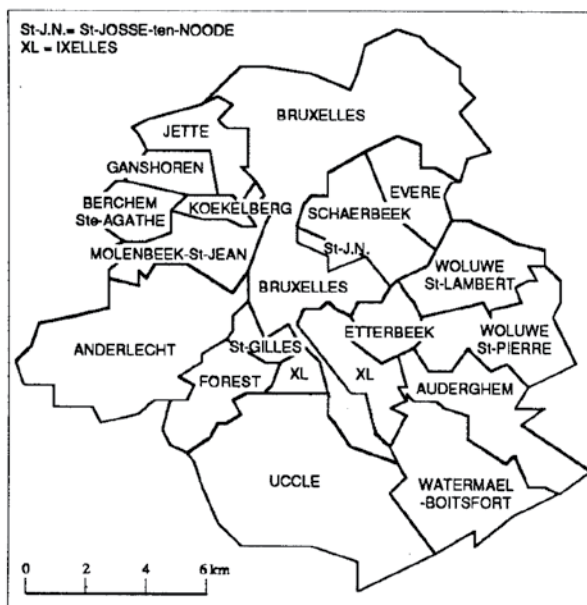 St-J.N.= St-JOSSE-ten-NOODE
XL = IXELLES
BRUXELLES
JETTE
GANSHOREN
EVERE
BERCHEM
Ste-AGATHE
KOEKELBERG
SCHAERBEEK
St-J.N.
MOLENBEEK-St-JEAN
WOLUWE
St-LAMBERT
BRUXELLES
ETTERBEEK
WOLUWE
St-PIERRE
ANDERLECHT
St-GILLES
FOREST
XL
XL
AUDERGHEM
UCCLE
WATERMAEL
-BOITSFORT
0 2 4 6 km